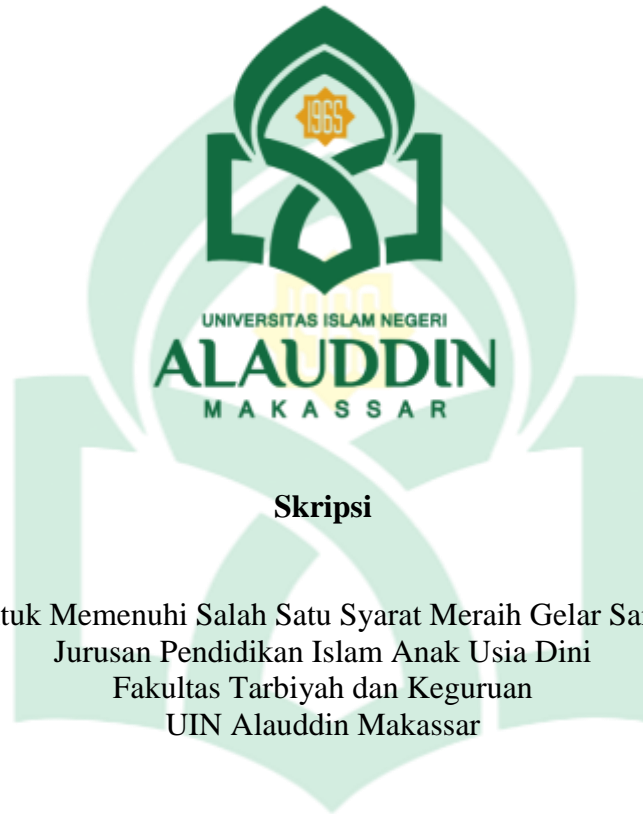 1965
UNIVERSITAS ISLAM NEGERI
ALAUDDIN
MAKASSAR
Skripsi
Memenuhi Salah Satu Syarat Meraih Gelar
Jurusan Pendidikan Islam Anak Usia Dini
Fakultas Tarbiyah dan Keguruan
UIN Alauddin Makassar